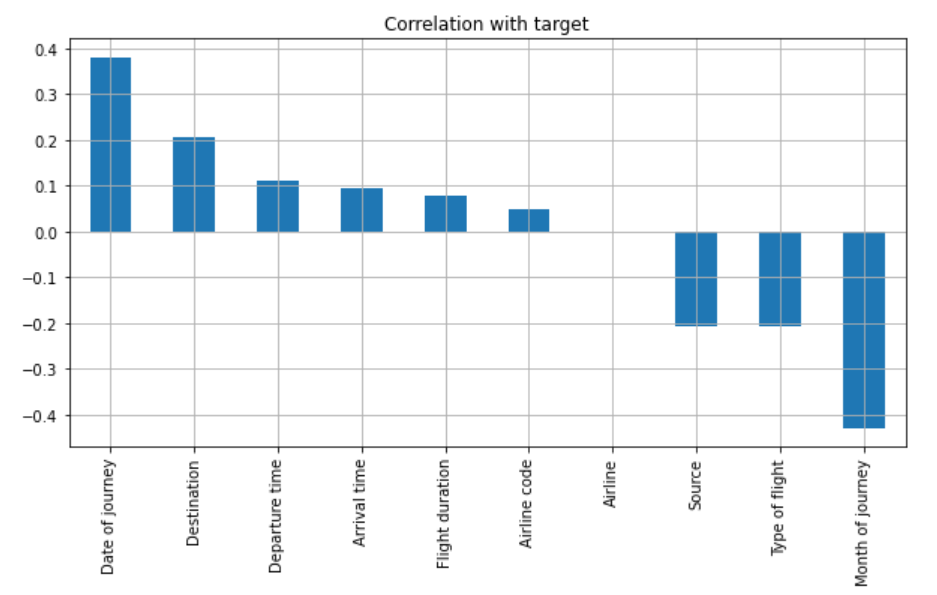 Correlation with target
0.4
0.3
0.2
0.1
0.0
−0.1
−0.2
−0.3
−0.4
Date of journey
Destination
Departure time
Arrival time
Flight duration
Airline code
Airline
Source
Type of flight
Month of journey